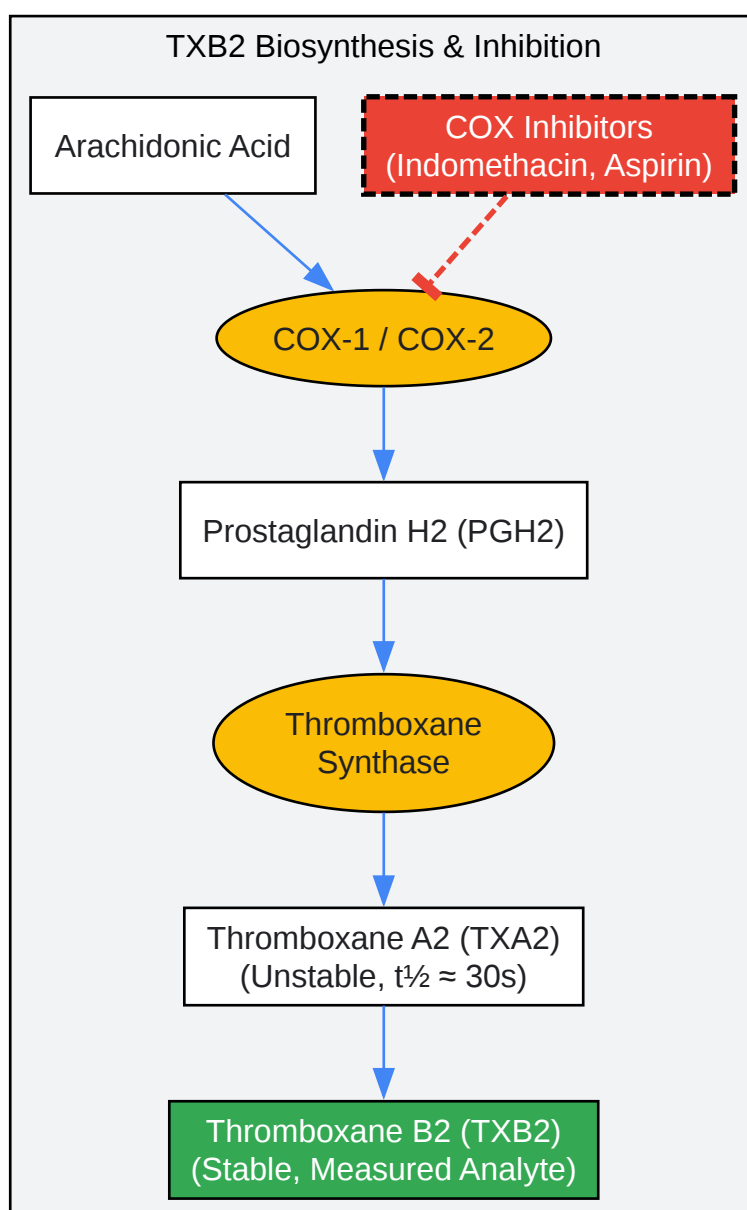 TXB2 Biosynthesis & Inhibition
Arachidonic Acid
COX Inhibitors
(Indomethacin, Aspirin)
COX-1 / COX-2
Prostaglandin H2 (PGH2)
Thromboxane
Synthase
Thromboxane A2 (TXA2)
(Unstable, t½ ≈ 30s)
Thromboxane B2 (TXB2)
(Stable, Measured Analyte)